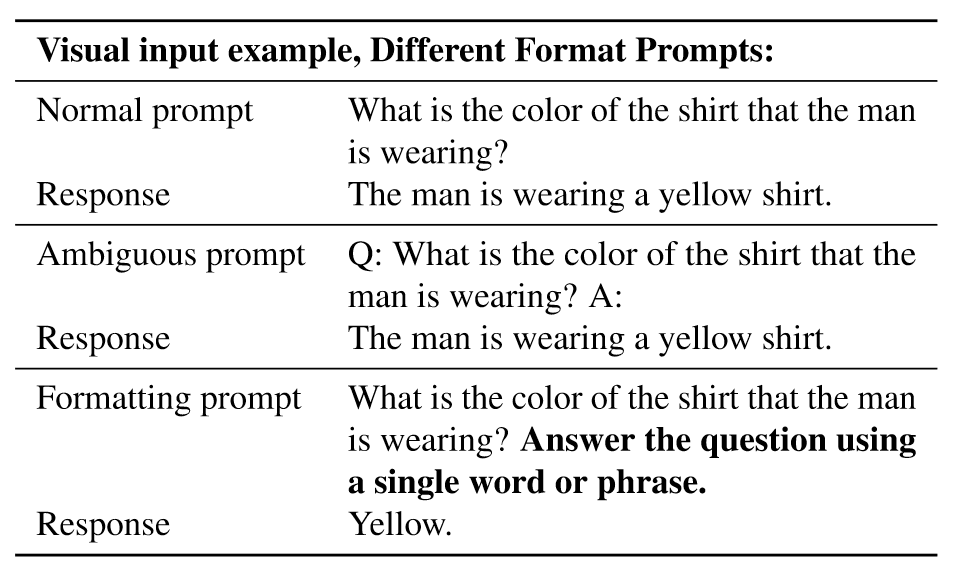 Visual input example, Different Format Prompts:
Normal prompt What is the color of the shirt that the man
is wearing?
Response The man is wearing a yellow shirt.
Ambiguous prompt Q: What is the color of the shirt that the
man is wearing? A:
Response The man is wearing a yellow shirt.
Formatting prompt What is the color of the shirt that the man
is wearing? Answer the question using
a single word or phrase.
Response Yellow.